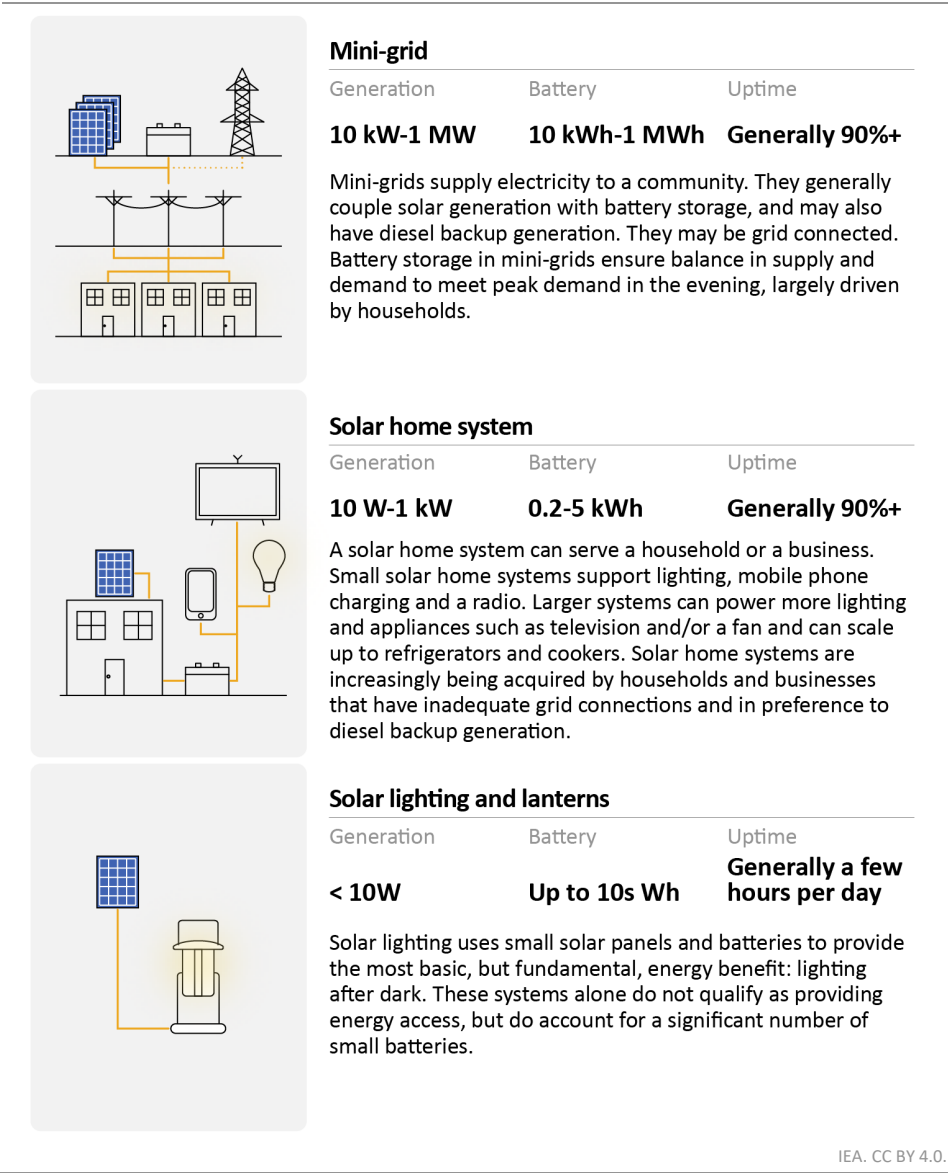 Mini-grid
Generation Battery Uptime
10 kW-1 MW 10 kWh-1 MWh Generally 90%+
Mini-grids supply electricity to a community. They generally
couple solar generation with battery storage, and may also
have diesel backup generation. They may be grid connected.
Battery storage in mini-grids ensure balance in supply and
demand to meet peak demand in the evening, largely driven
by households.
Solar home system
Generation Battery Uptime
10 W-1 kW 0.2-5 kWh Generally 90%+
A solar home system can serve a household or a business.
Small solar home systems support lighting, mobile phone
charging and a radio. Larger systems can power more lighting
and appliances such as television and/or a fan and can scale
up to refrigerators and cookers. Solar home systems are
increasingly being acquired by households and businesses
that have inadequate grid connections and in preference to
diesel backup generation.
Solar lighting and lanterns
Generation Battery Uptime
< 10W Up to 10s Wh Generally a few
hours per day
Solar lighting uses small solar panels and batteries to provide
the most basic, but fundamental, energy benefit: lighting
after dark. These systems alone do not qualify as providing
energy access, but do account for a significant number of
small batteries.
IEA. CC BY 4.0.